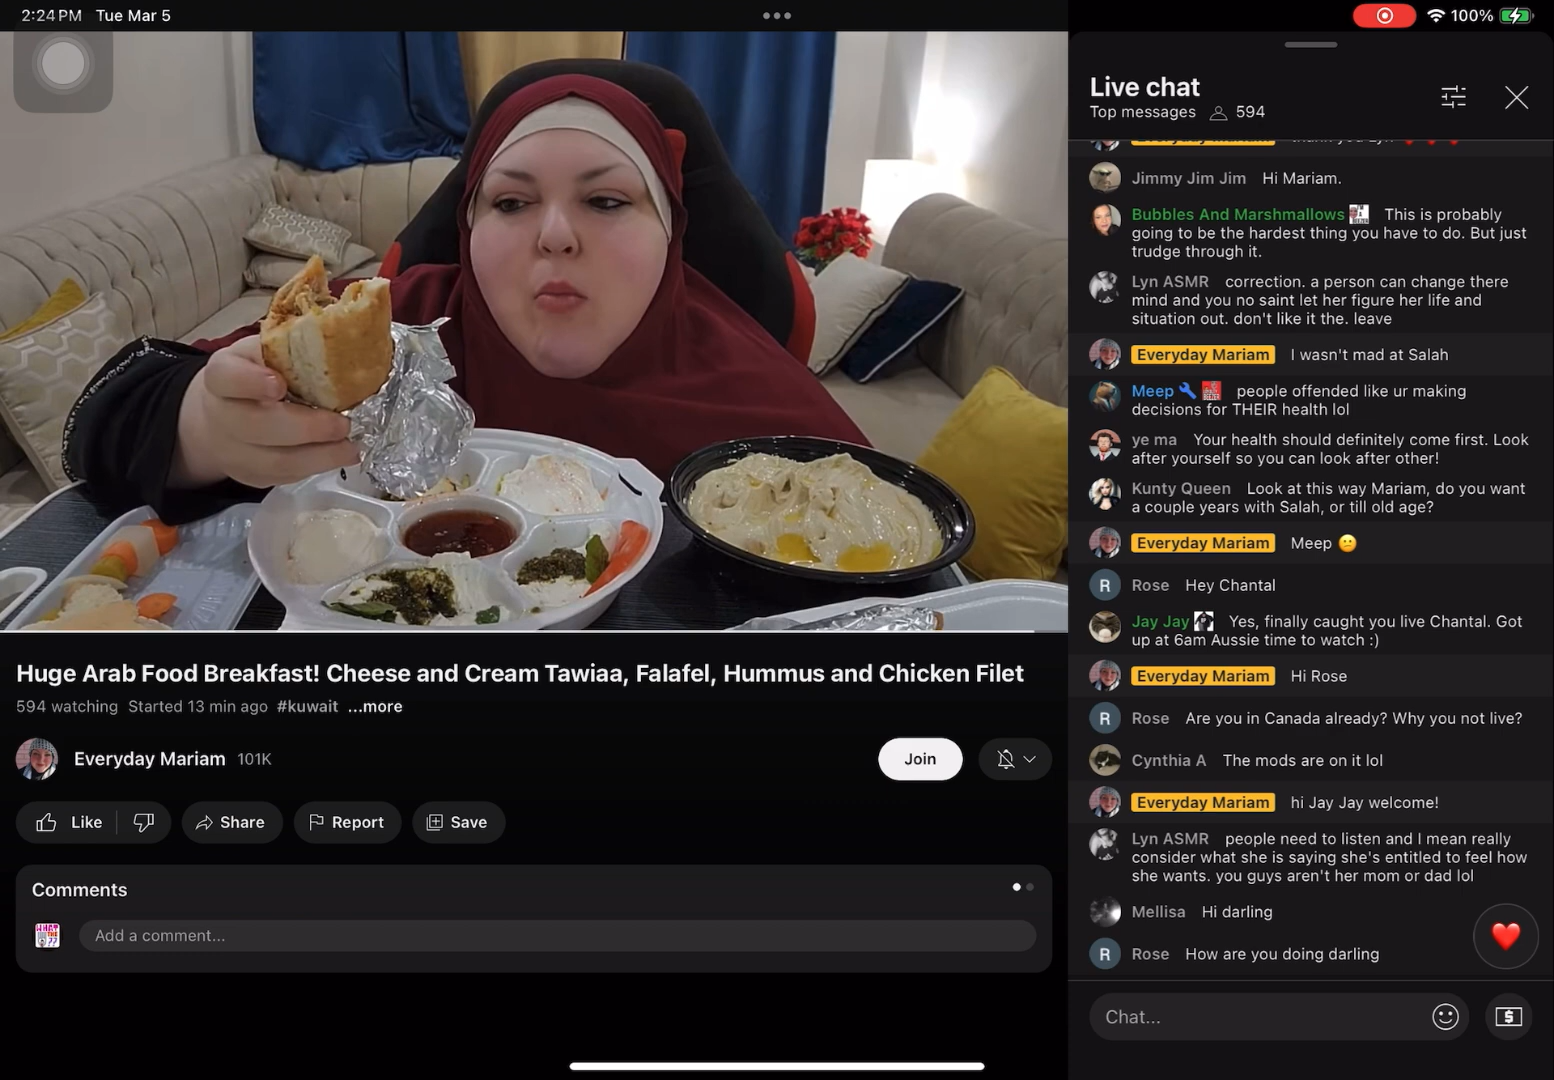 2:24 PM Tue Mar 5
100%
Live chat
Top messages 594
Jimmy Jim Jim Hi Mariam.
Bubbles And Marshmallows This is probably
going to be the hardest thing you have to do. But just
trudge through it.
Lyn ASMR correction. a person can change there
mind and you no saint let her figure her life and
situation out. don't like it the. leave
Everyday Mariam I wasn't mad at Salah
Meep people offended like ur making
decisions for THEIR health lol
ye ma Your health should definitely come first. Look
after yourself so you can look after other!
Kunty Queen Look at this way Mariam, do you want
a couple years with Salah, or till old age?
Everyday Mariam Meep 😕
R Rose Hey Chantal
Jay Jay Yes, finally caught you live Chantal. Got
up at 6am Aussie time to watch :)
Everyday Mariam Hi Rose
R Rose Are you in Canada already? Why you not live?
Cynthia A The mods are on it lol
Everyday Mariam hi Jay Jay welcome!
Lyn ASMR people need to listen and I mean really
consider what she is saying she's entitled to feel how
she wants. you guys aren't her mom or dad lol
Mellisa Hi darling
R Rose How are you doing darling
Chat...
Huge Arab Food Breakfast! Cheese and Cream Tawiaa, Falafel, Hummus and Chicken Filet
594 watching Started 13 min ago #kuwait ...more
Everyday Mariam 101K
Join
Like Share Report Save
Comments
Add a comment...